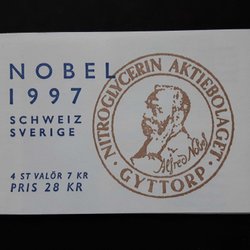 NOBEL
1997
SCHWEIZ
SVERIGE
4 ST VALÖR 7 KR
PRIS 28 KR
NITROGLYCERIN AKTIEBOLAGET
· GYTTORP ·
Alfred Nobel